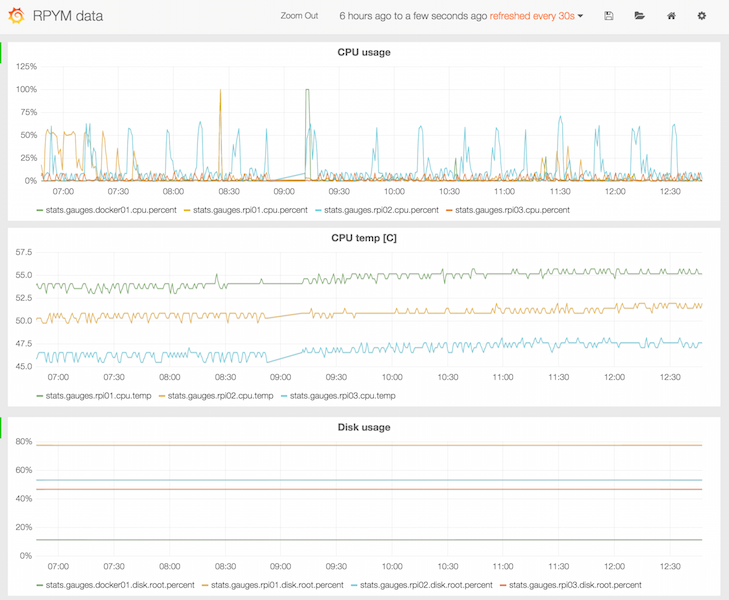 RPYM data
Zoom Out 6 hours ago to a few seconds ago refreshed every 30s
CPU usage
125%
100%
75%
50%
25%
0%
07:00 07:30 08:00 08:30 09:00 09:30 10:00 10:30 11:00 11:30 12:00 12:30
stats.gauges.docker01.cpu.percent stats.gauges.rpi01.cpu.percent stats.gauges.rpi02.cpu.percent stats.gauges.rpi03.cpu.percent
CPU temp [C]
57.5
55.0
52.5
50.0
47.5
45.0
07:00 07:30 08:00 08:30 09:00 09:30 10:00 10:30 11:00 11:30 12:00 12:30
stats.gauges.rpi01.cpu.temp stats.gauges.rpi02.cpu.temp stats.gauges.rpi03.cpu.temp
Disk usage
80%
60%
40%
20%
0%
07:00 07:30 08:00 08:30 09:00 09:30 10:00 10:30 11:00 11:30 12:00 12:30
stats.gauges.docker01.disk.root.percent stats.gauges.rpi01.disk.root.percent stats.gauges.rpi02.disk.root.percent stats.gauges.rpi03.disk.root.percent